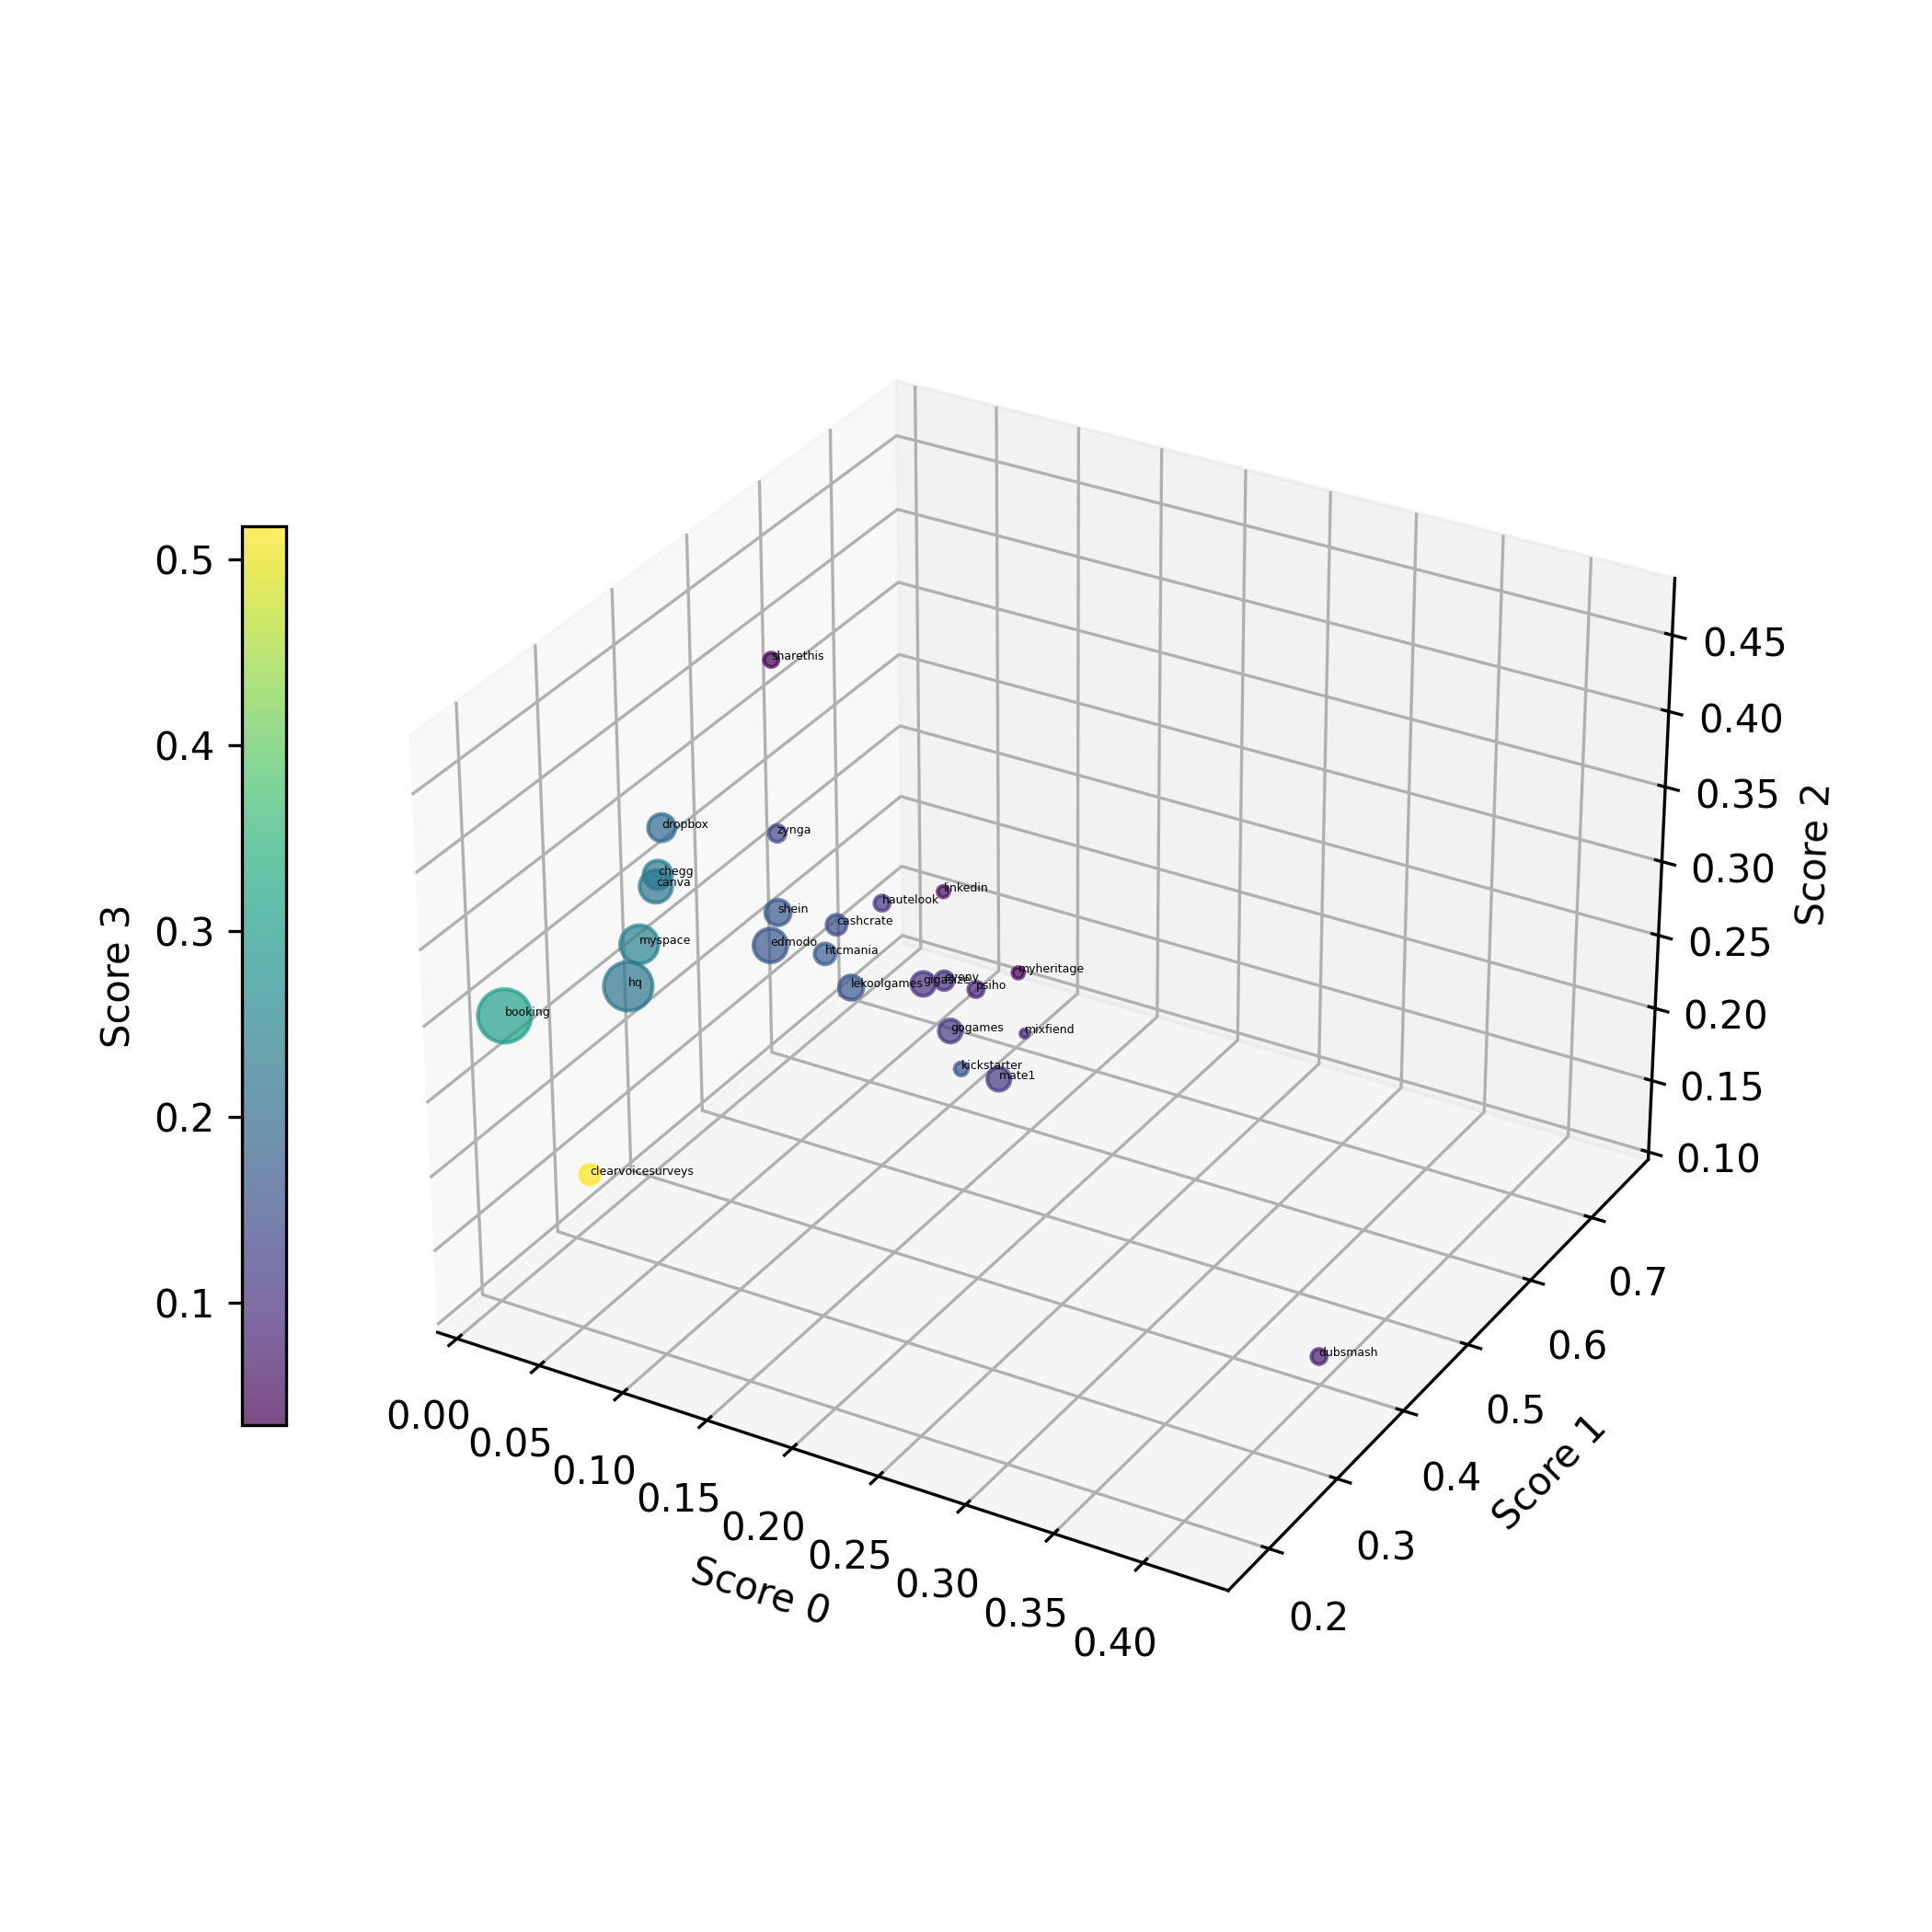 sharethis
dropbox
zynga
chegg
canva
linkedin
hautelook
shein
cashcrate
myspace
edmodo
htcmania
hq
lekoolgames
gigasize
evony
psiho
myheritage
booking
gogames
mixfiend
kickstarter
mate1
clearvoicesurveys
dubsmash
Score 3
0.5
0.4
0.3
0.2
0.1
Score 2
0.45
0.40
0.35
0.30
0.25
0.20
0.15
0.10
Score 1
0.7
0.6
0.5
0.4
0.3
0.2
0.00
0.05
0.10
0.15
0.20
0.25
0.30
0.35
0.40
Score 0